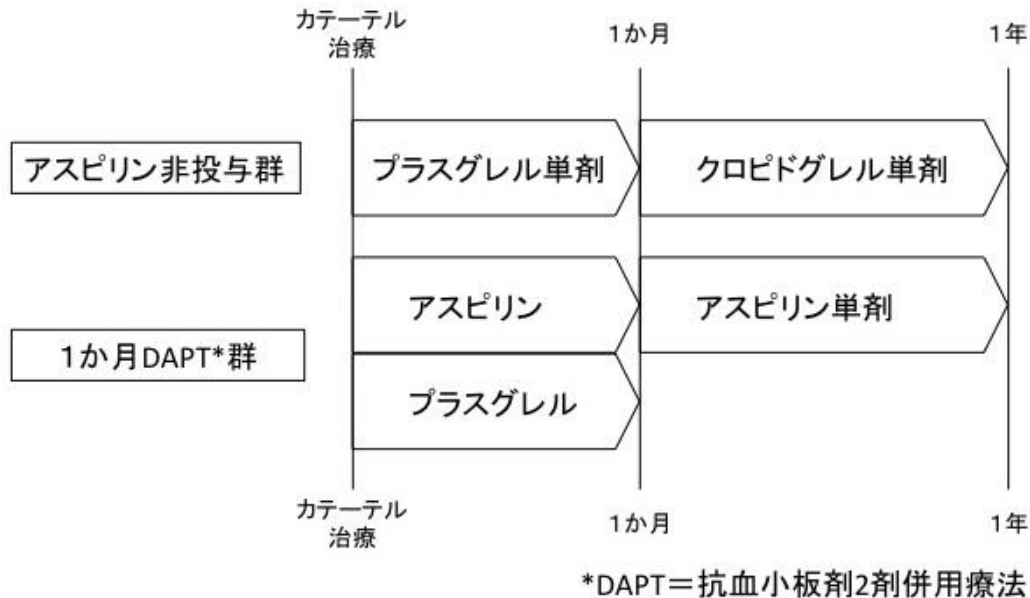 カテーテル
治療
1か月
1年
アスピリン非投与群
プラスグレル単剤
クロピドグレル単剤
1か月DAPT*群
アスピリン
アスピリン単剤
プラスグレル
カテーテル
治療
1か月
1年
*DAPT＝抗血小板剤2剤併用療法